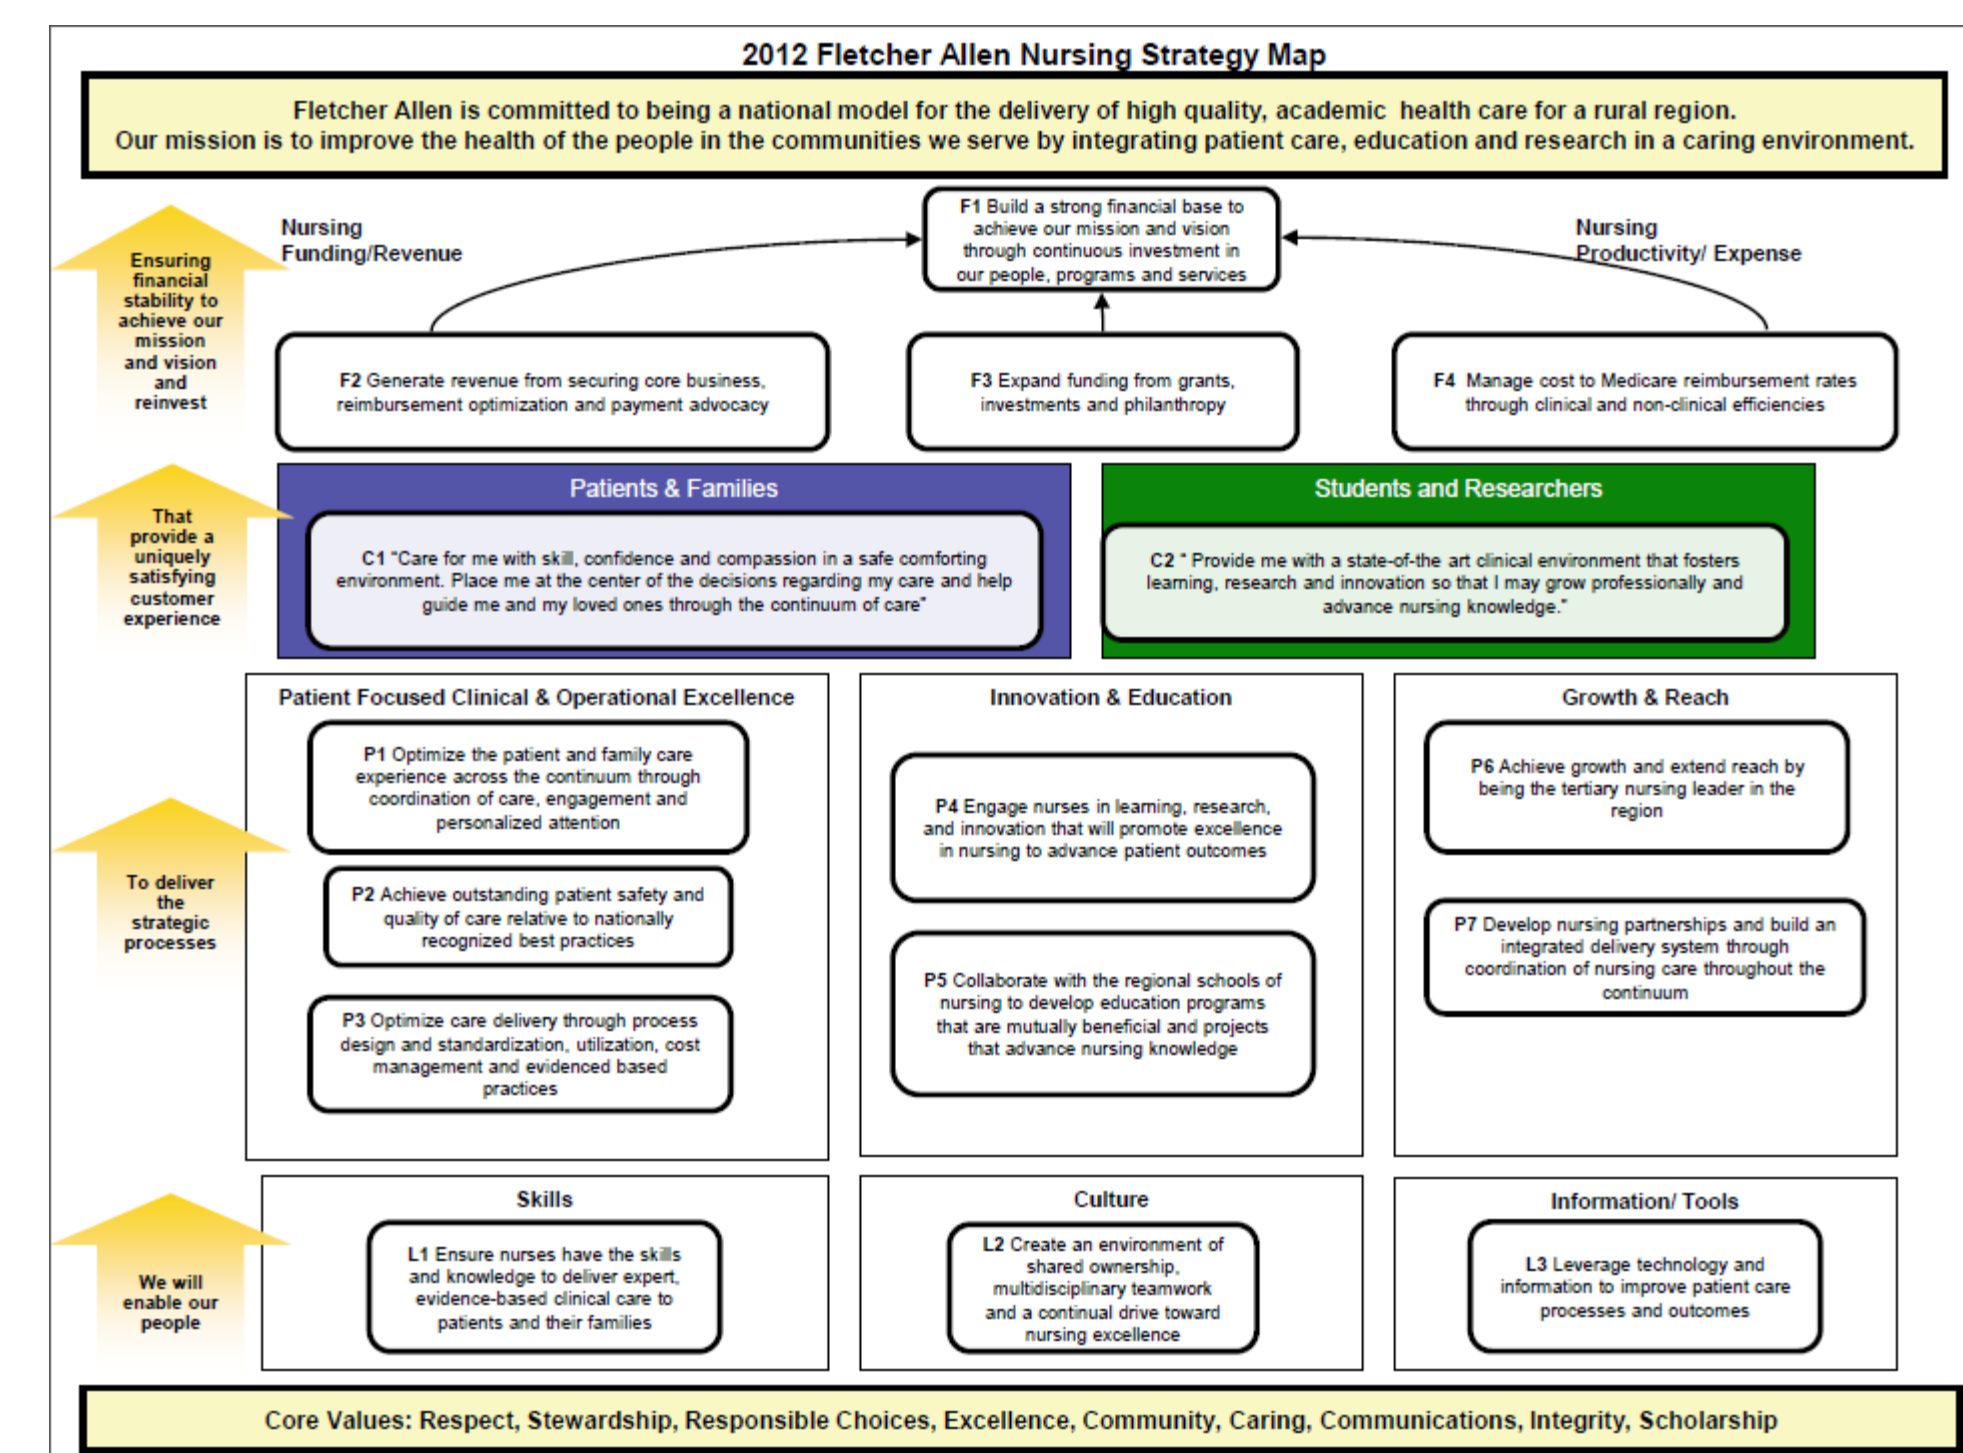 2012 Fletcher Allen Nursing Strategy Map
Fletcher Allen is committed to being a national model for the delivery of high quality, academic health care for a rural region.
Our mission is to improve the health of the people in the communities we serve by integrating patient care, education and research in a caring environment.
Ensuring
financial
stability to
achieve our
mission
and vision
and
reinvest
Nursing
Funding/Revenue
F1 Build a strong financial base to
achieve our mission and vision
through continuous investment in
our people, programs and services
Nursing
Productivity/ Expense
F2 Generate revenue from securing core business,
reimbursement optimization and payment advocacy
F3 Expand funding from grants,
investments and philanthropy
F4 Manage cost to Medicare reimbursement rates
through clinical and non-clinical efficiencies
That
provide a
uniquely
satisfying
customer
experience
Patients & Families
C1 "Care for me with skill, confidence and compassion in a safe comforting
environment. Place me at the center of the decisions regarding my care and help
guide me and my loved ones through the continuum of care"
Students and Researchers
C2 " Provide me with a state-of-the art clinical environment that fosters
learning, research and innovation so that I may grow professionally and
advance nursing knowledge."
To deliver
the
strategic
processes
Patient Focused Clinical & Operational Excellence
P1 Optimize the patient and family care
experience across the continuum through
coordination of care, engagement and
personalized attention
P2 Achieve outstanding patient safety and
quality of care relative to nationally
recognized best practices
P3 Optimize care delivery through process
design and standardization, utilization, cost
management and evidenced based
practices
Innovation & Education
P4 Engage nurses in learning, research,
and innovation that will promote excellence
in nursing to advance patient outcomes
P5 Collaborate with the regional schools of
nursing to develop education programs
that are mutually beneficial and projects
that advance nursing knowledge
Growth & Reach
P6 Achieve growth and extend reach by
being the tertiary nursing leader in the
region
P7 Develop nursing partnerships and build an
integrated delivery system through
coordination of nursing care throughout the
continuum
We will
enable our
people
Skills
L1 Ensure nurses have the skills
and knowledge to deliver expert,
evidence-based clinical care to
patients and their families
Culture
L2 Create an environment of
shared ownership,
multidisciplinary teamwork
and a continual drive toward
nursing excellence
Information/ Tools
L3 Leverage technology and
information to improve patient care
processes and outcomes
Core Values: Respect, Stewardship, Responsible Choices, Excellence, Community, Caring, Communications, Integrity, Scholarship